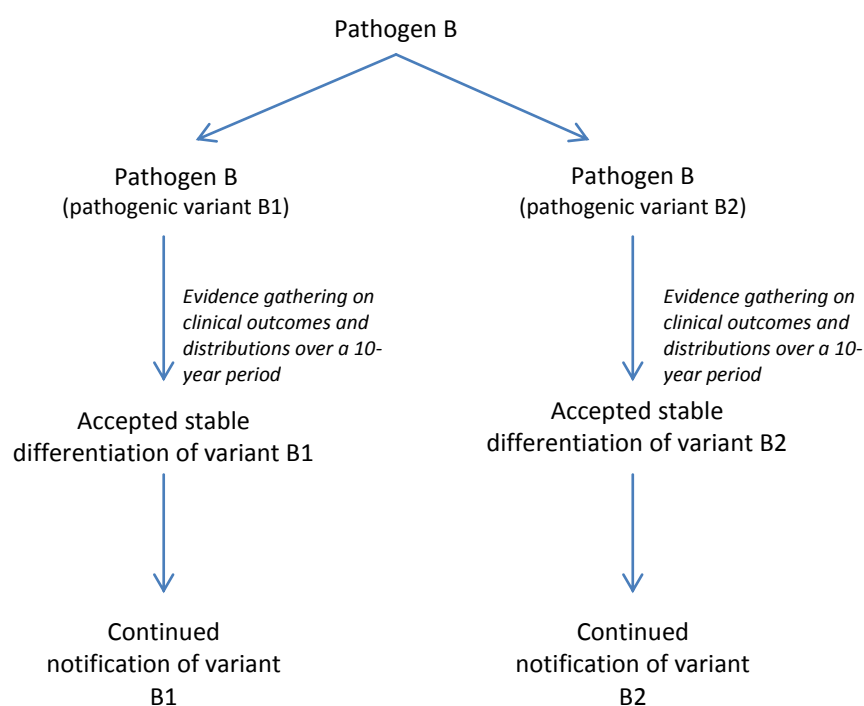 Pathogen B
Pathogen B
(pathogenic variant B1)
Pathogen B
(pathogenic variant B2)
Evidence gathering on
clinical outcomes and
distributions over a 10-
year period
Evidence gathering on
clinical outcomes and
distributions over a 10-
year period
Accepted stable
differentiation of variant B1
Accepted stable
differentiation of variant B2
Continued
notification of variant
B1
Continued
notification of variant
B2